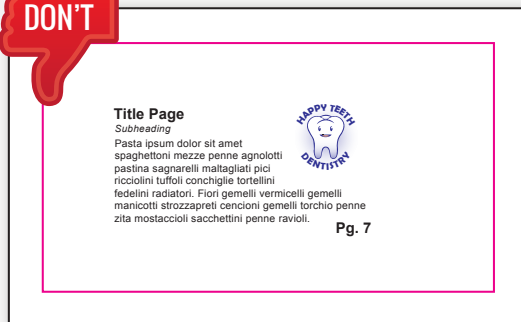 DON'T
Title Page
Subheading
Pasta ipsum dolor sit amet
spaghettoni mezze penne agnolotti
pastina sagnarelli maltagliati pici
ricciolini tuffoli conchiglie tortellini
fedelini radiatori. Fiori gemelli vermicelli gemelli
manicotti strozzapreti cencioni gemelli torchio penne
zita mostaccioli sacchettini penne ravioli.
HAPPY TEETH
DENTISTRY
Pg. 7